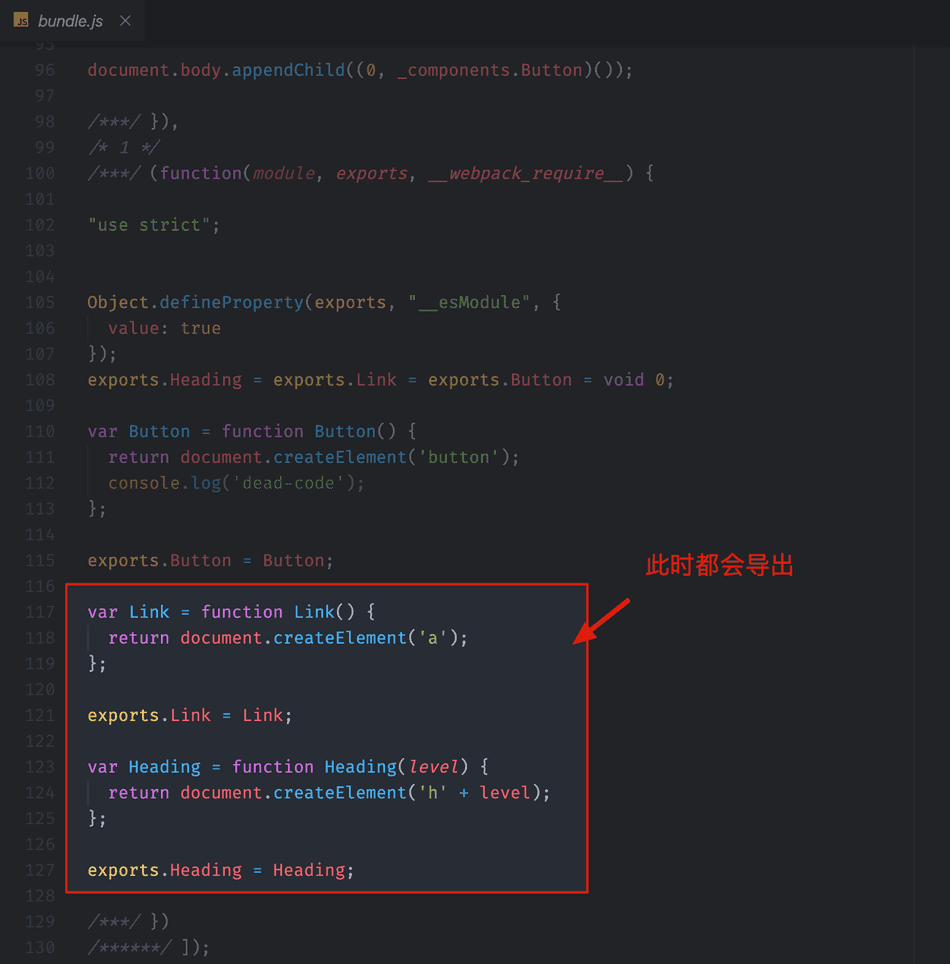 JS bundle.js ×
95
96 document.body.appendChild((0, _components.Button)());
97
98 /***/ }),
99 /* 1 */
100 /***/ (function(module, exports, __webpack_require__) {
101
102 "use strict";
103
104
105 Object.defineProperty(exports, "__esModule", {
106   value: true
107 });
108 exports.Heading = exports.Link = exports.Button = void 0;
109
110 var Button = function Button() {
111   return document.createElement('button');
112   console.log('dead-code');
113 };
114
115 exports.Button = Button;
此时都会导出
116
117 var Link = function Link() {
118   return document.createElement('a');
119 };
120
121 exports.Link = Link;
122
123 var Heading = function Heading(level) {
124   return document.createElement('h' + level);
125 };
126
127 exports.Heading = Heading;
128
129 /***/ })
130 /******/ ]);